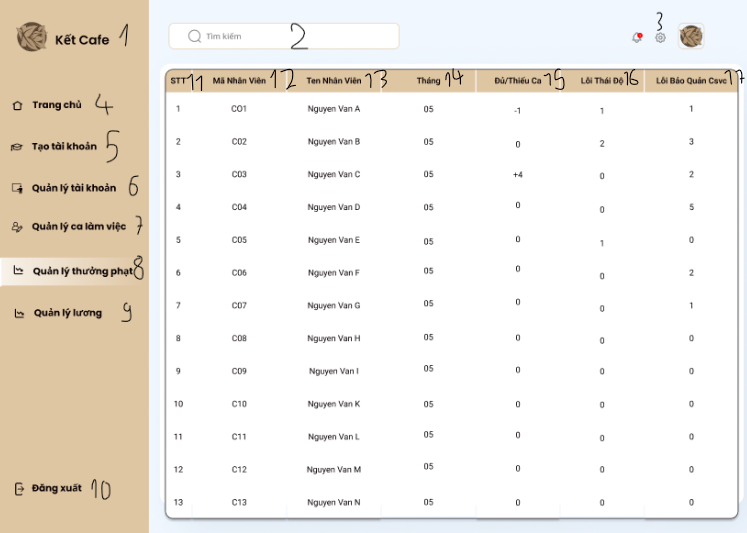 Kết Cafe 1
Tìm kiếm 2
3
Trang chủ 4
Tạo tài khoản 5
Quản lý tài khoản 6
Quản lý ca làm việc 7
Quản lý thưởng phạt 8
Quản lý lương 9
Đăng xuất 10
STT 11 Mã Nhân Viên 12 Ten Nhân Viên 13 Tháng 14 Đủ/Thiếu Ca 15 Lỗi Thái Độ 16 Lỗi Bảo Quản Csvc 17
1 CO1 Nguyen Van A 05 -1 1 1
2 C02 Nguyen Van B 05 0 2 3
3 C03 Nguyen Van C 05 +4 0 2
4 C04 Nguyen Van D 05 0 0 5
5 C05 Nguyen Van E 05 0 1 0
6 C06 Nguyen Van F 05 0 0 2
7 C07 Nguyen Van G 05 0 0 1
8 C08 Nguyen Van H 05 0 0 0
9 C09 Nguyen Van I 05 0 0 0
10 C10 Nguyen Van K 05 0 0 0
11 C11 Nguyen Van L 05 0 0 0
12 C12 Nguyen Van M 05 0 0 0
13 C13 Nguyen Van N 05 0 0 0